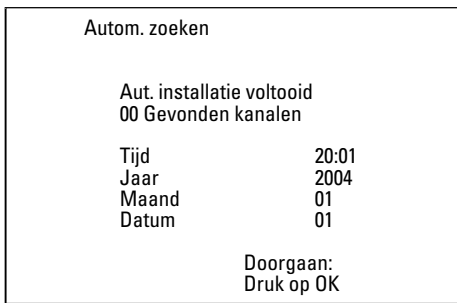 Autom. zoeken
Aut. installatie voltooid
00 Gevonden kanalen
Tijd 20:01
Jaar 2004
Maand 01
Datum 01
Doorgaan:
Druk op OK